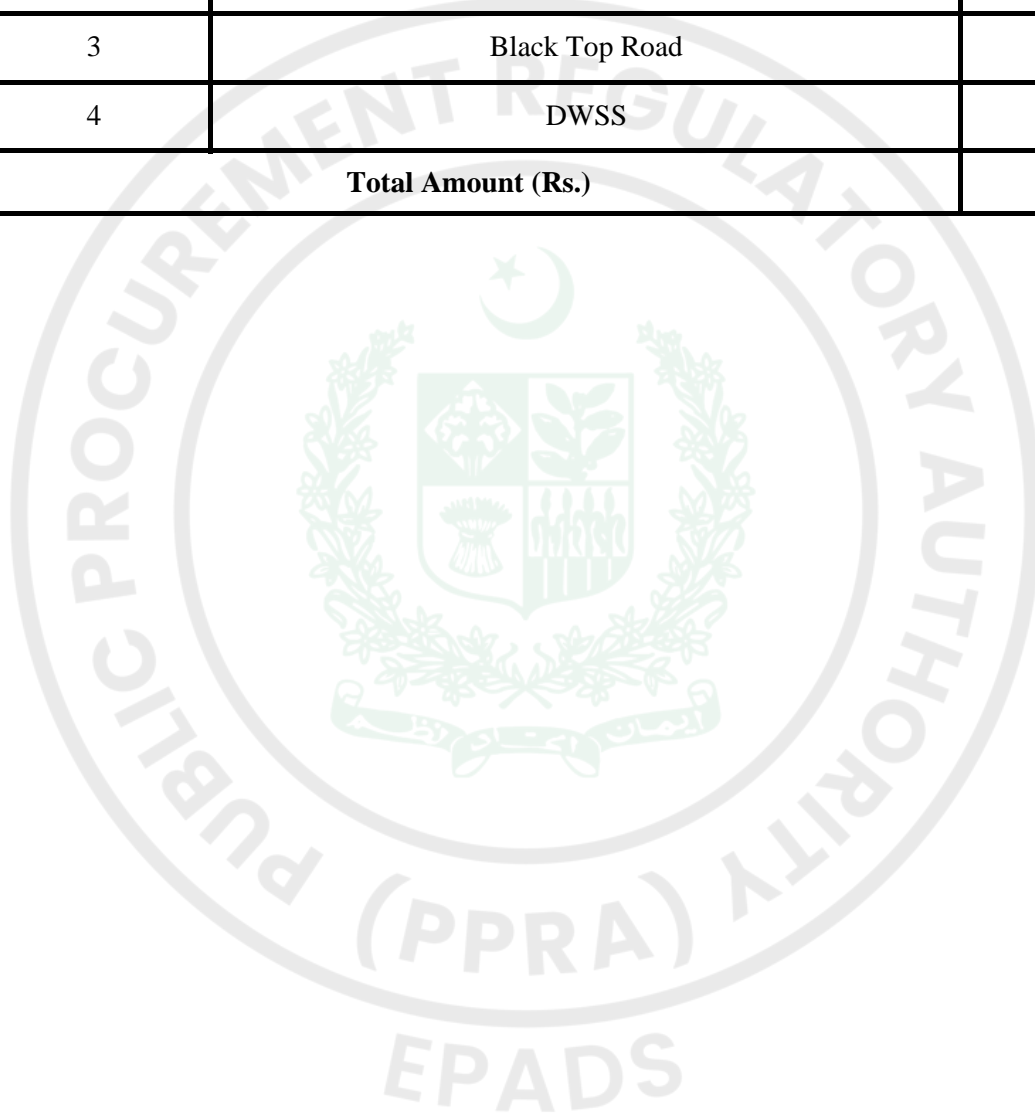 3 Black Top Road
4 DWSS
Total Amount (Rs.)
PUBLIC PROCUREMENT REGULATORY AUTHORITY
(PPRA)
EPADS